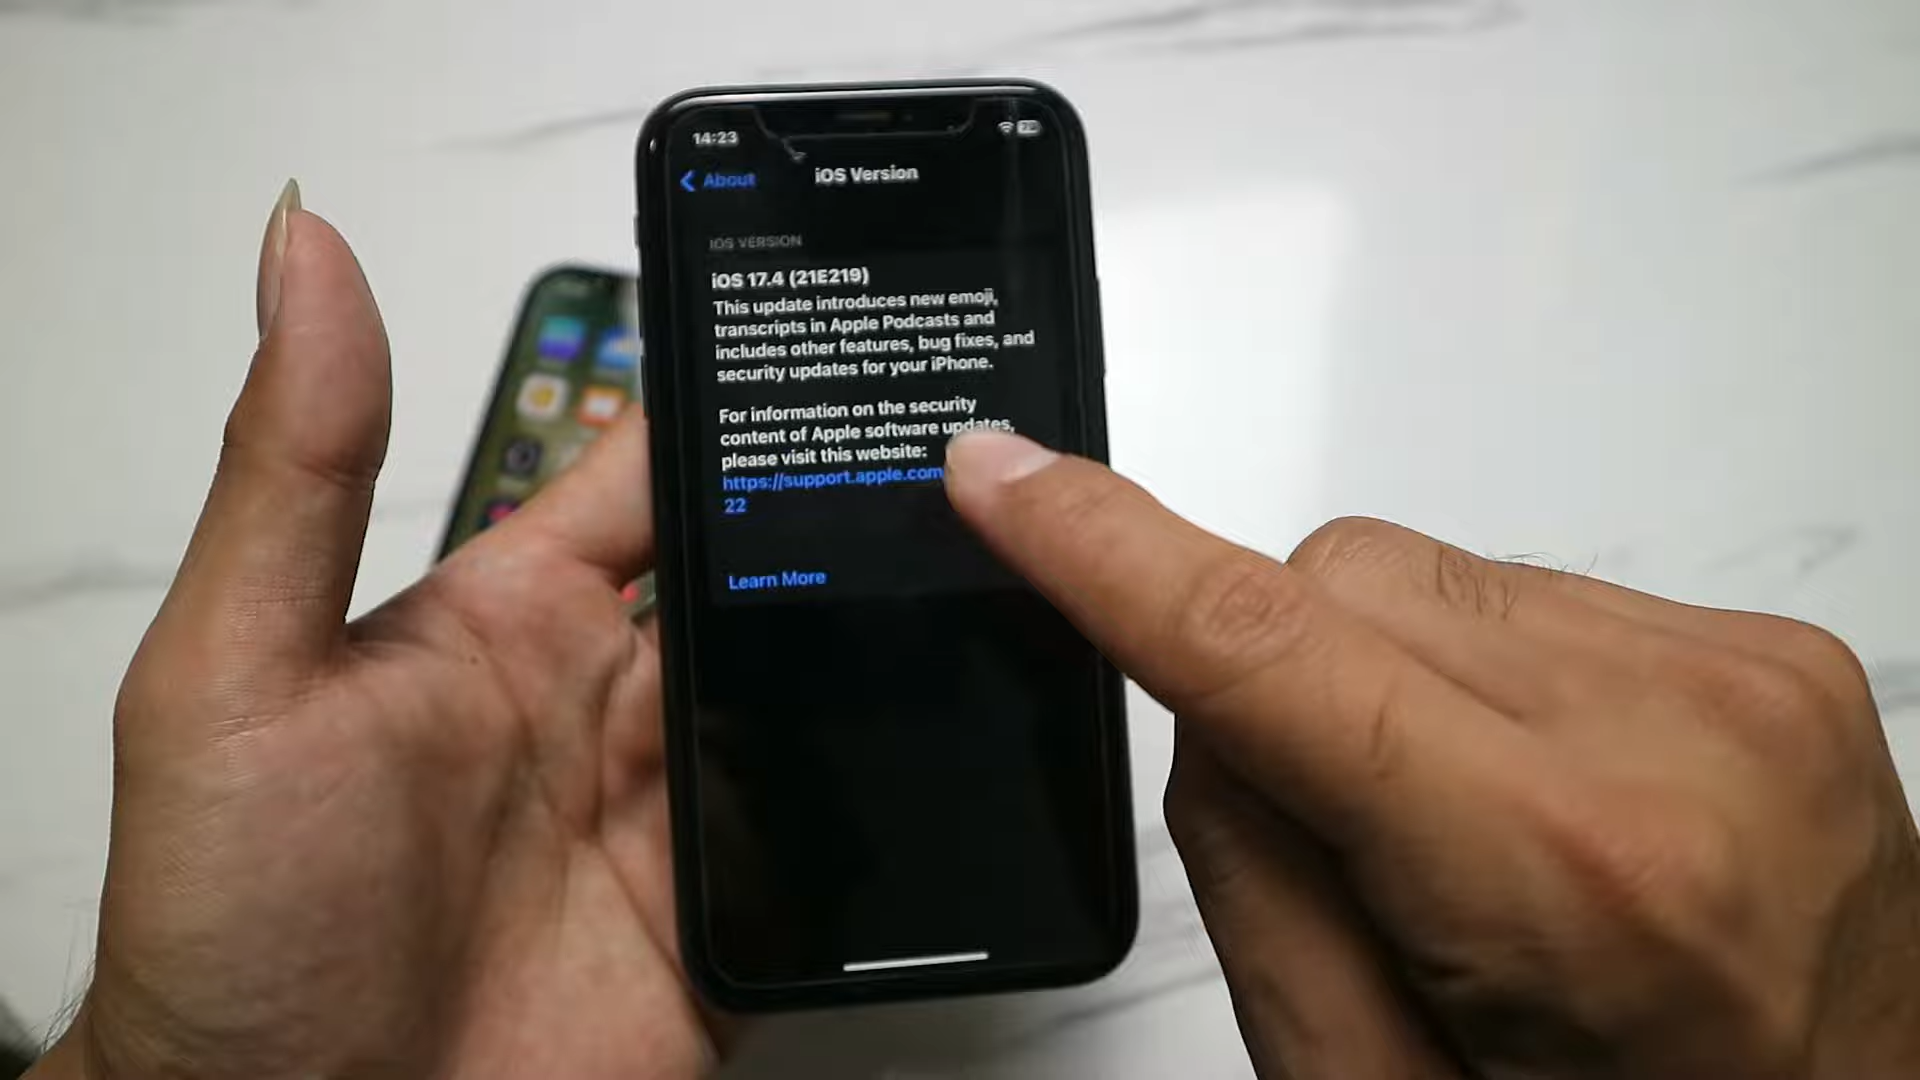 14:23
About
iOS Version
IOS VERSION
iOS 17.4 (21E219)
This update introduces new emoji,
transcripts in Apple Podcasts and
includes other features, bug fixes, and
security updates for your iPhone.
For information on the security
content of Apple software updates,
please visit this website:
https://support.apple.com
22
Learn More